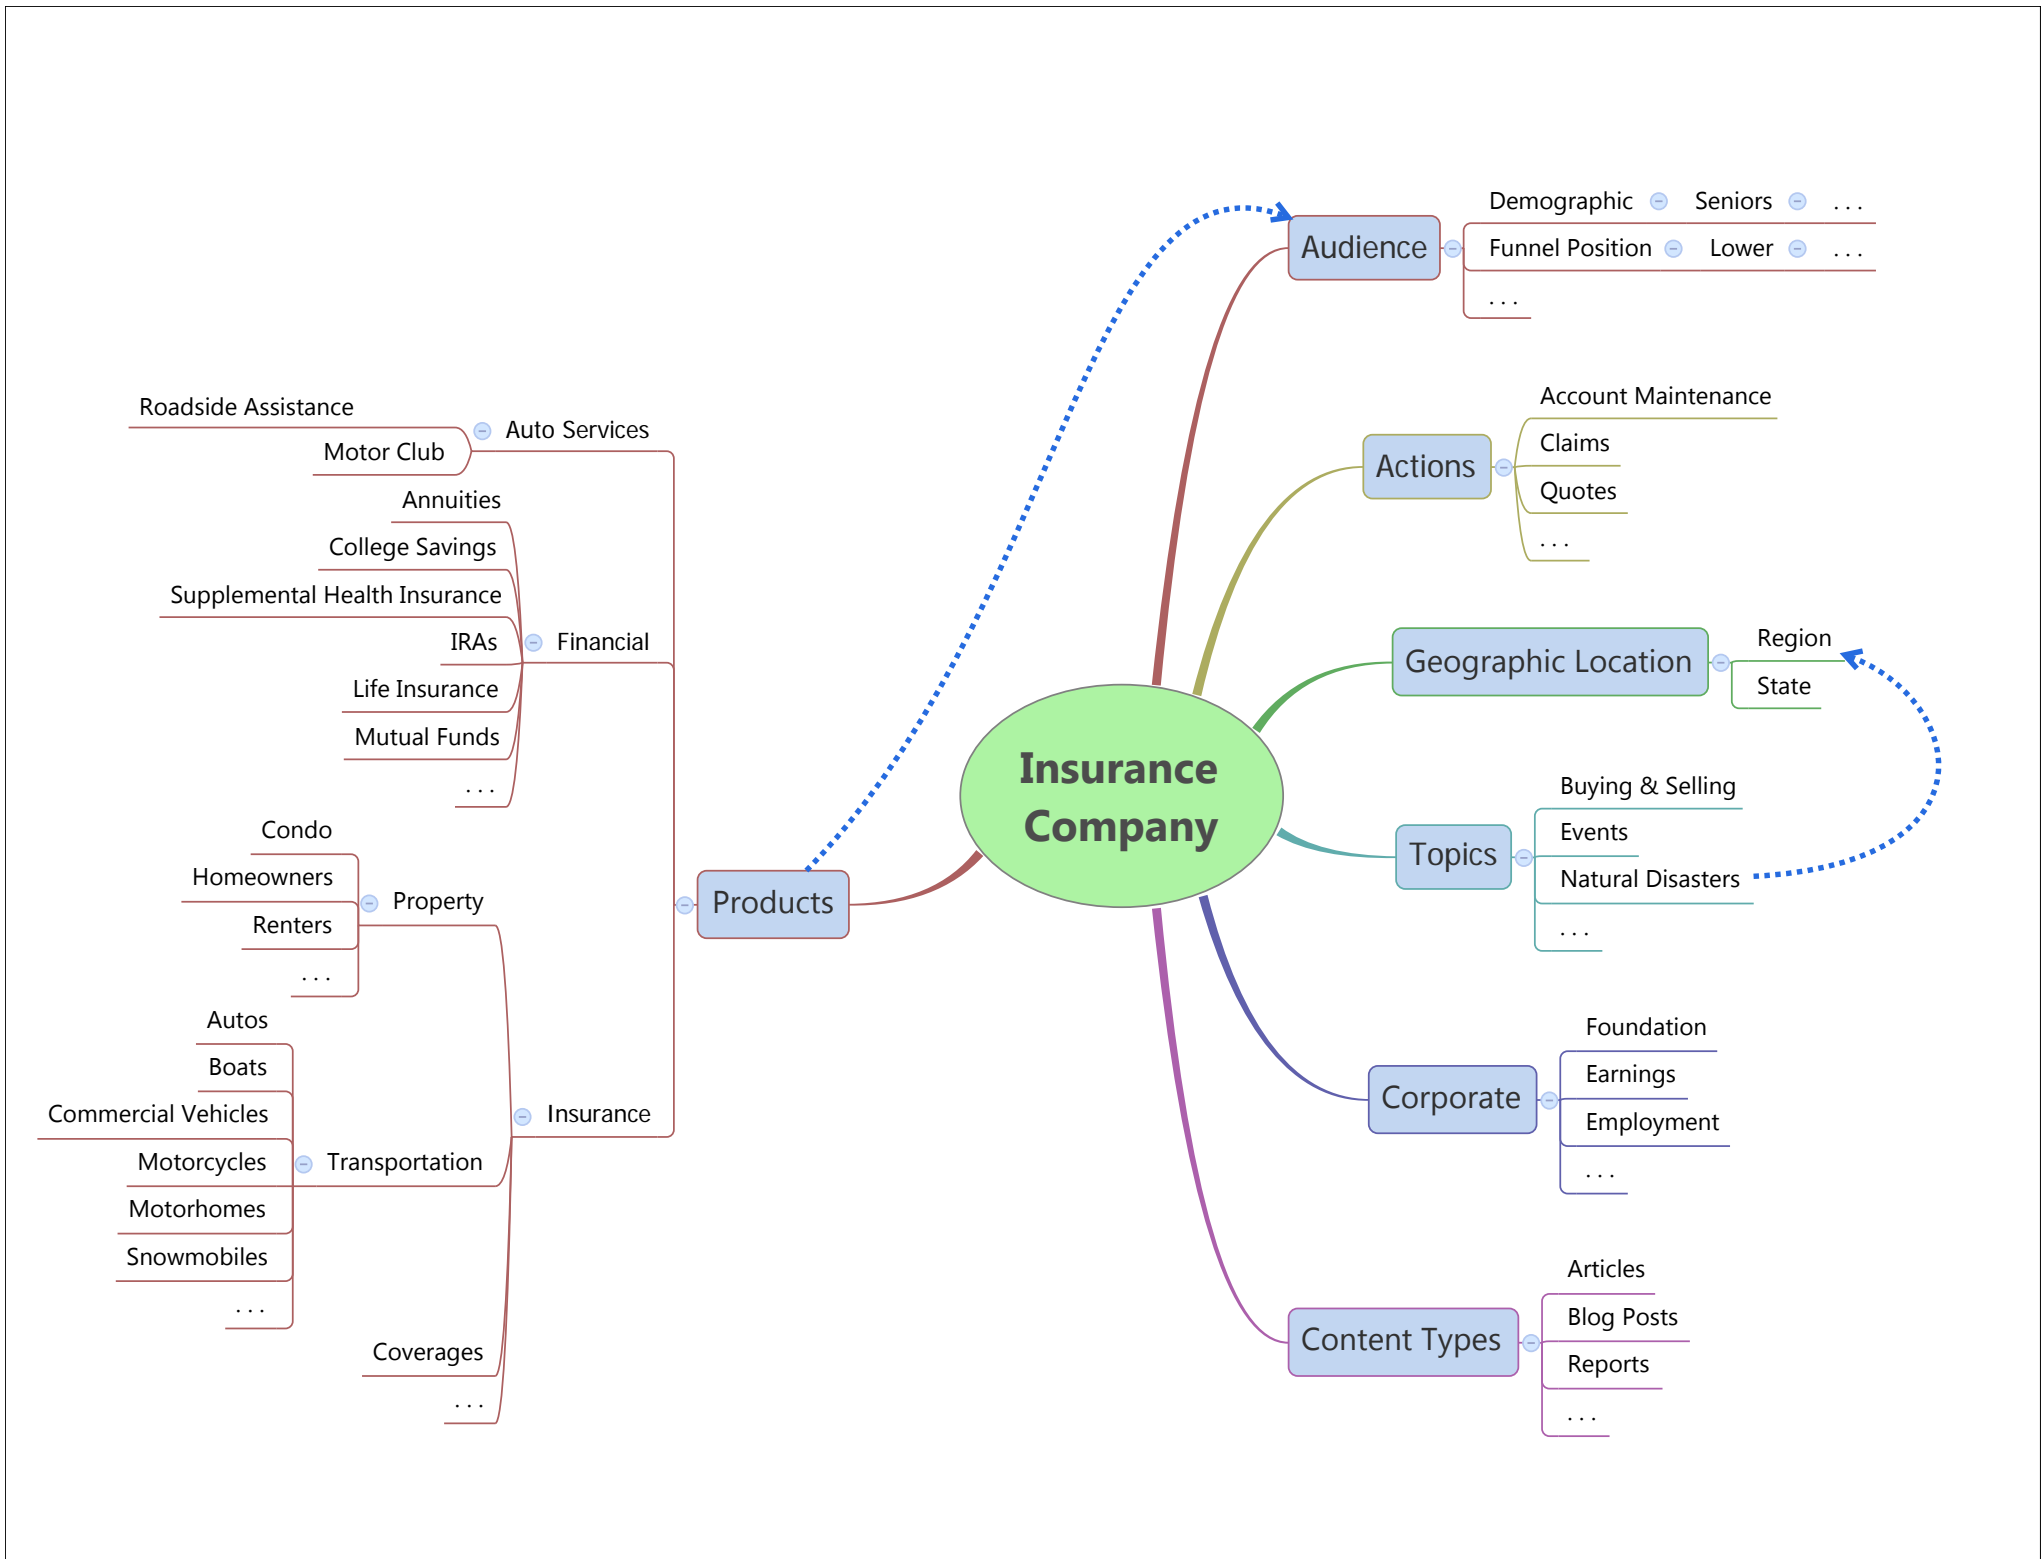 Insurance
Company
Audience
Demographic
Seniors
. . .
Funnel Position
Lower
. . .
. . .
Actions
Account Maintenance
Claims
Quotes
. . .
Geographic Location
Region
State
Topics
Buying & Selling
Events
Natural Disasters
. . .
Corporate
Foundation
Earnings
Employment
. . .
Content Types
Articles
Blog Posts
Reports
. . .
Products
Auto Services
Roadside Assistance
Motor Club
Financial
Annuities
College Savings
Supplemental Health Insurance
IRAs
Life Insurance
Mutual Funds
. . .
Insurance
Property
Condo
Homeowners
Renters
. . .
Transportation
Autos
Boats
Commercial Vehicles
Motorcycles
Motorhomes
Snowmobiles
. . .
Coverages
. . .